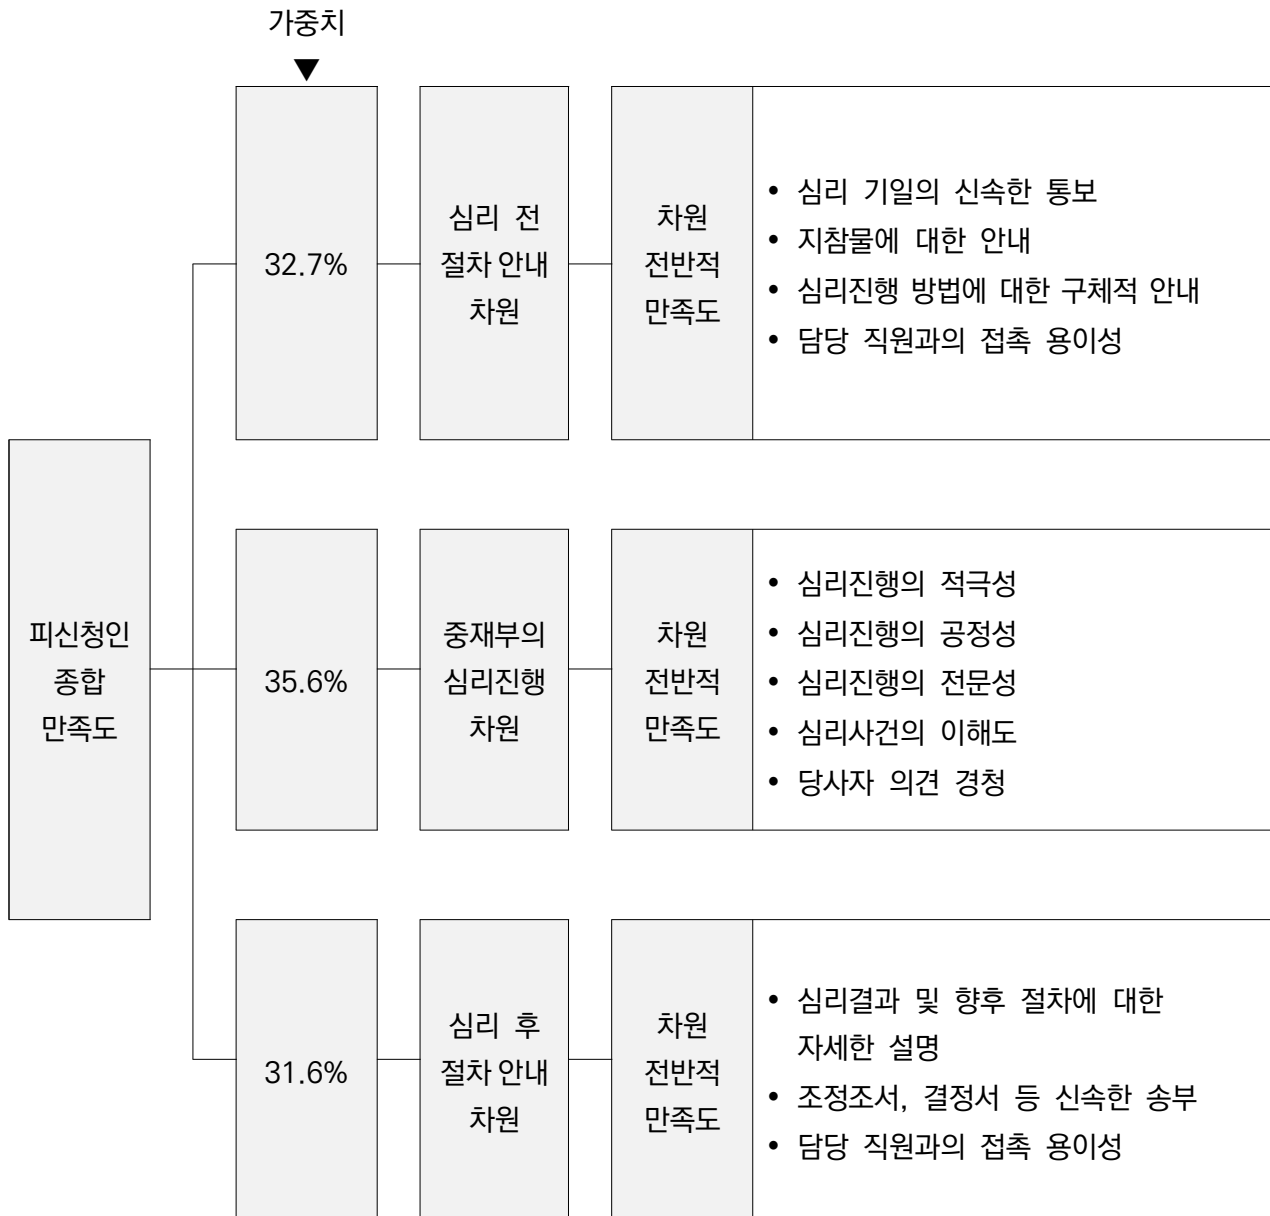 가중치
▼
32.7%
심리 전
절차 안내
차원
차원
전반적
만족도
• 심리 기일의 신속한 통보
• 지참물에 대한 안내
• 심리진행 방법에 대한 구체적 안내
• 담당 직원과의 접촉 용이성
피신청인
종합
만족도
35.6%
중재부의
심리진행
차원
차원
전반적
만족도
• 심리진행의 적극성
• 심리진행의 공정성
• 심리진행의 전문성
• 심리사건의 이해도
• 당사자 의견 경청
31.6%
심리 후
절차 안내
차원
차원
전반적
만족도
• 심리결과 및 향후 절차에 대한
자세한 설명
• 조정조서, 결정서 등 신속한 송부
• 담당 직원과의 접촉 용이성